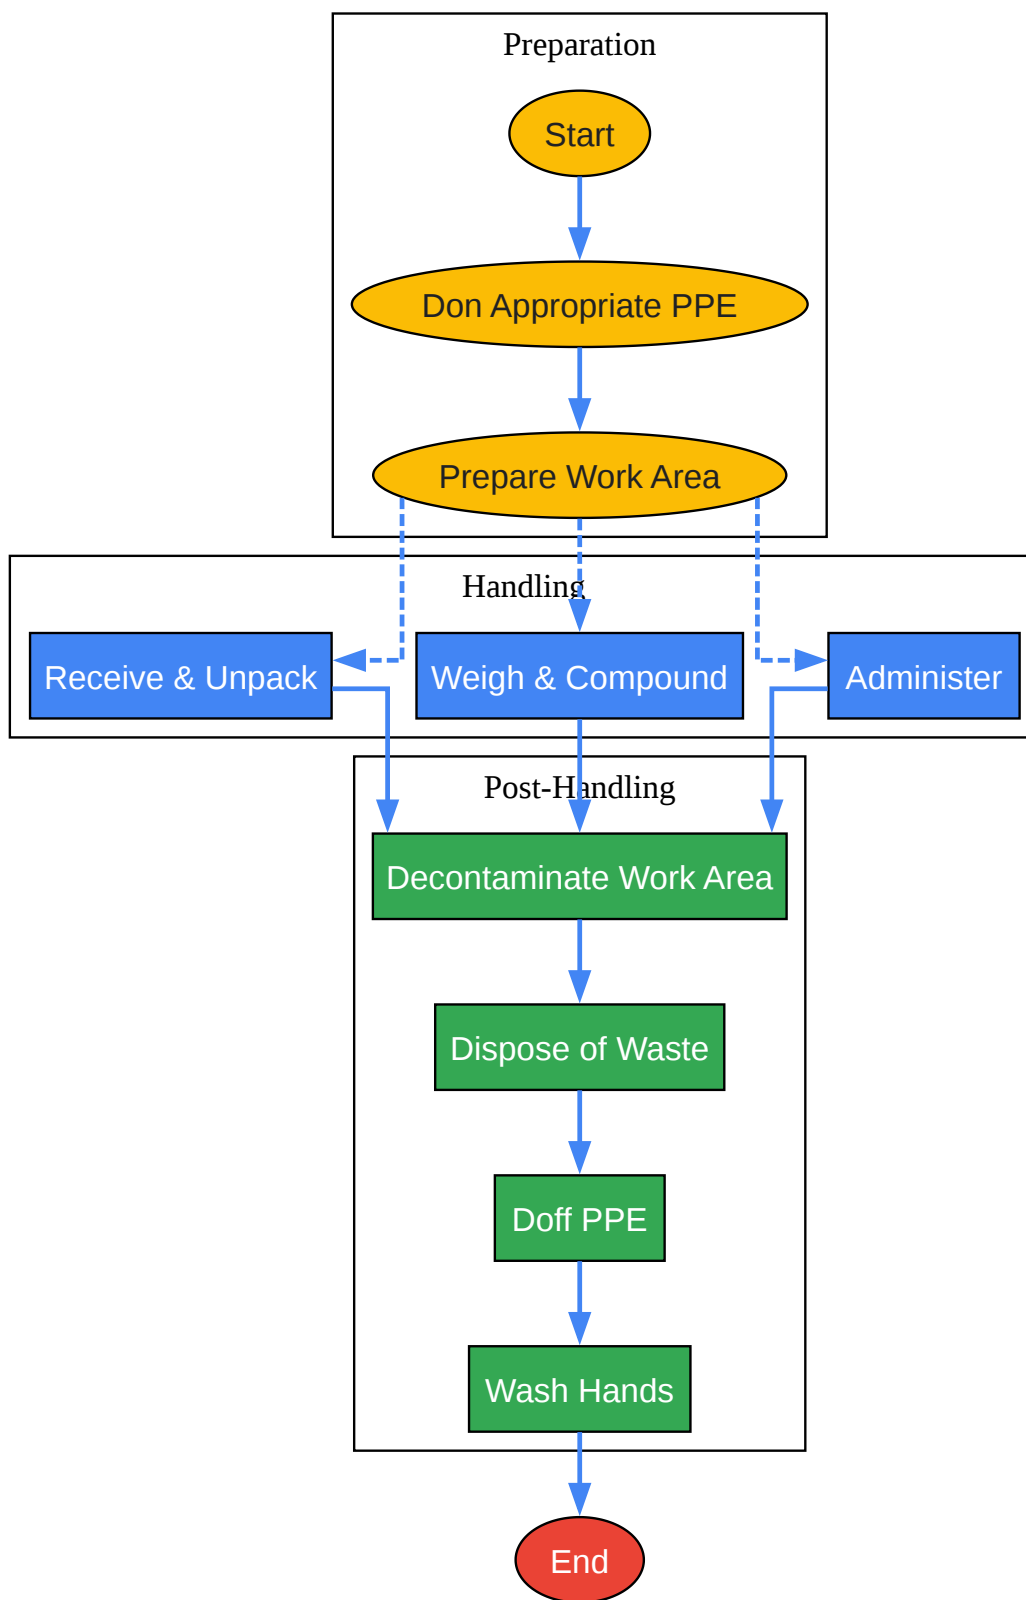 Preparation
Start
Don Appropriate PPE
Prepare Work Area
Handling
Receive & Unpack
Weigh & Compound
Administer
Post-Handling
Decontaminate Work Area
Dispose of Waste
Doff PPE
Wash Hands
End